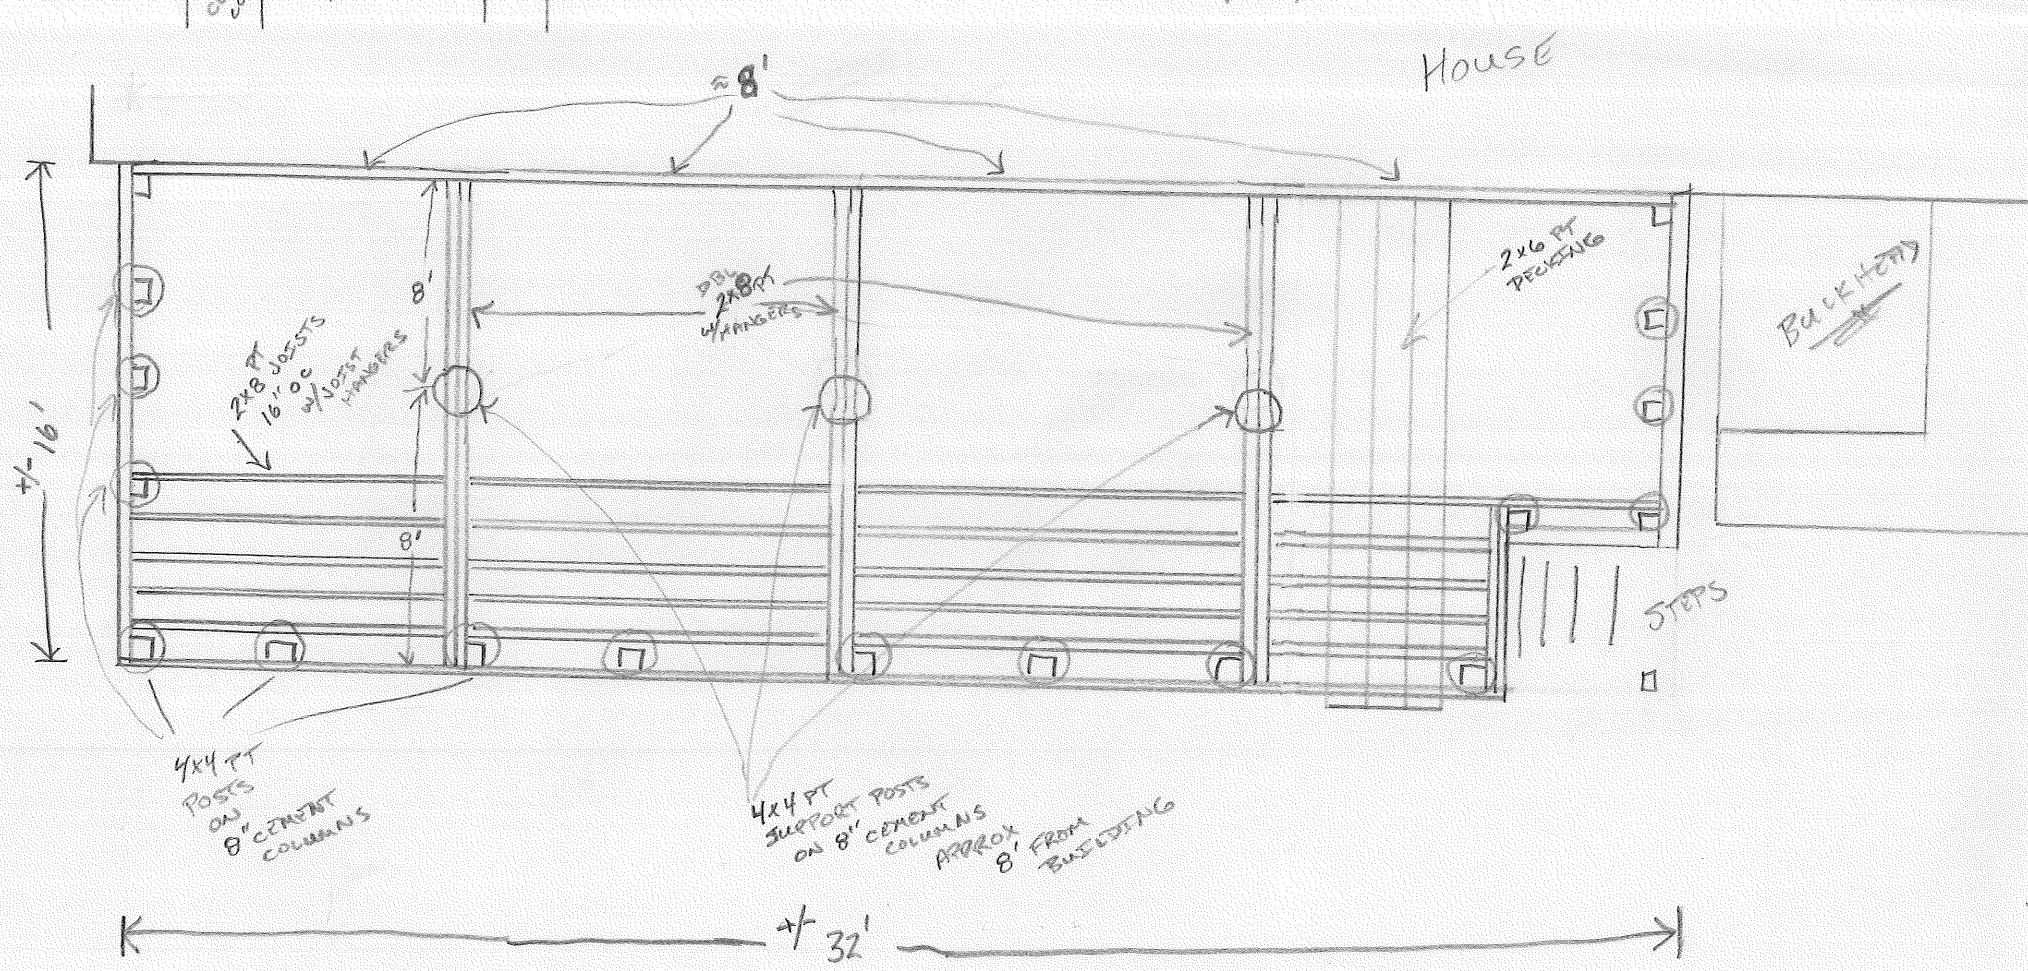 HOUSE
≈ 8'
2x6 PT
DECKING
BULKHEAD
8'
DBL
2x8 PT
W/HANGERS
PT
2x8 JOISTS
16" OC
W/JOIST
HANGERS
+/- 16'
8'
STEPS
4x4 PT
POSTS
ON
8" CEMENT
COLUMNS
4x4 PT
SUPPORT POSTS
ON 8" CEMENT
COLUMNS
APPROX
8' FROM
BUILDING
+/- 32'